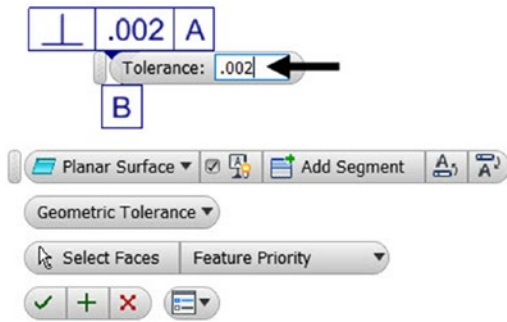 ⊥ .002 A
Tolerance: .002
B
Planar Surface Add Segment
Geometric Tolerance
Select Faces Feature Priority